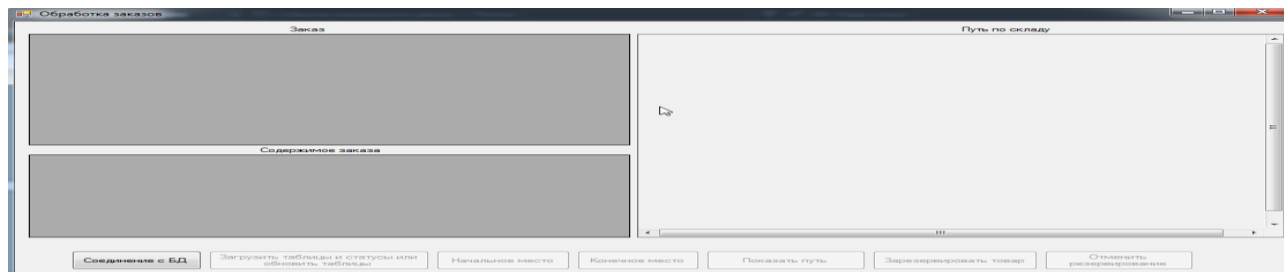 Обработка заказов
Заказ
Путь по складу
Содержимое заказа
Соединение с БД
Загрузить таблицы и статусы или
обновить таблицы
Начальное место
Конечное место
Показать путь
Зарезервировать товар
Отменить
резервирование